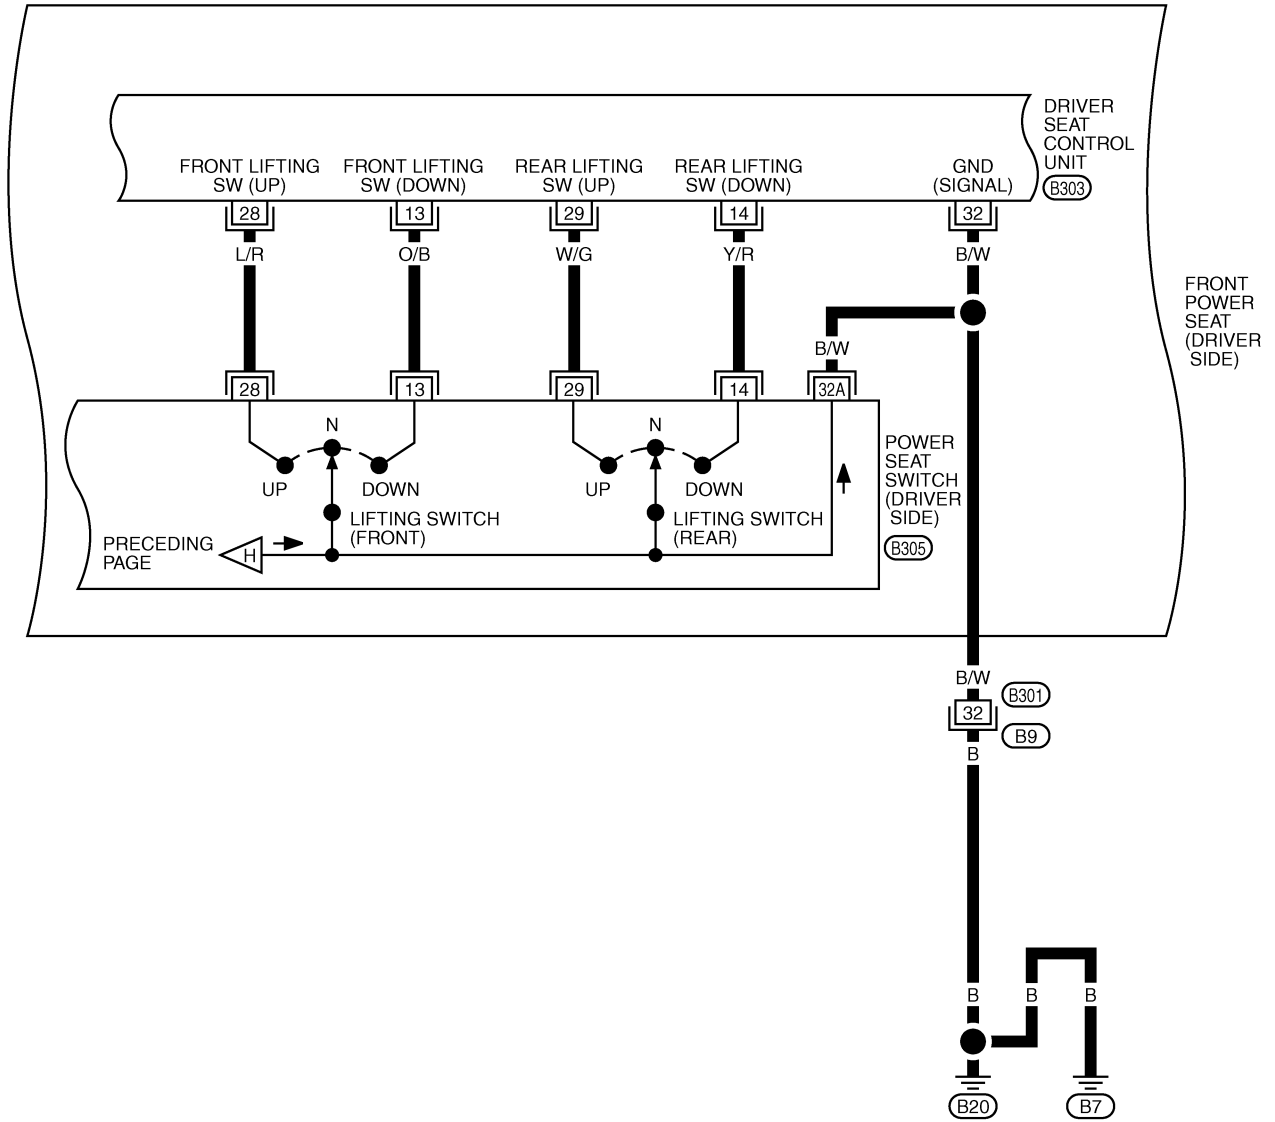 DRIVER
SEAT
CONTROL
UNIT
B303
FRONT LIFTING
SW (UP)
FRONT LIFTING
SW (DOWN)
REAR LIFTING
SW (UP)
REAR LIFTING
SW (DOWN)
GND
(SIGNAL)
28
13
29
14
32
L/R
O/B
W/G
Y/R
B/W
FRONT
POWER
SEAT
(DRIVER
SIDE)
B/W
28
13
29
14
32A
N
N
UP
DOWN
UP
DOWN
LIFTING SWITCH
(FRONT)
LIFTING SWITCH
(REAR)
POWER
SEAT
SWITCH
(DRIVER
SIDE)
B305
PRECEDING
PAGE
H
B/W
B301
32
B9
B
B
B
B
B20
B7